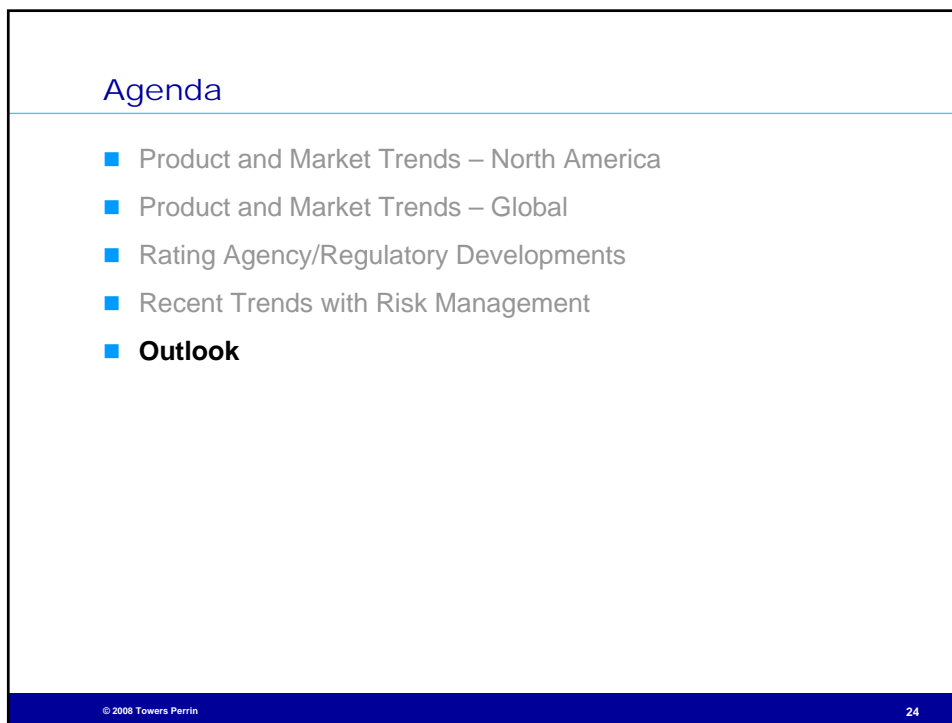 Agenda
■ Product and Market Trends – North America
■ Product and Market Trends – Global
■ Rating Agency/Regulatory Developments
■ Recent Trends with Risk Management
■ Outlook
© 2008 Towers Perrin
24